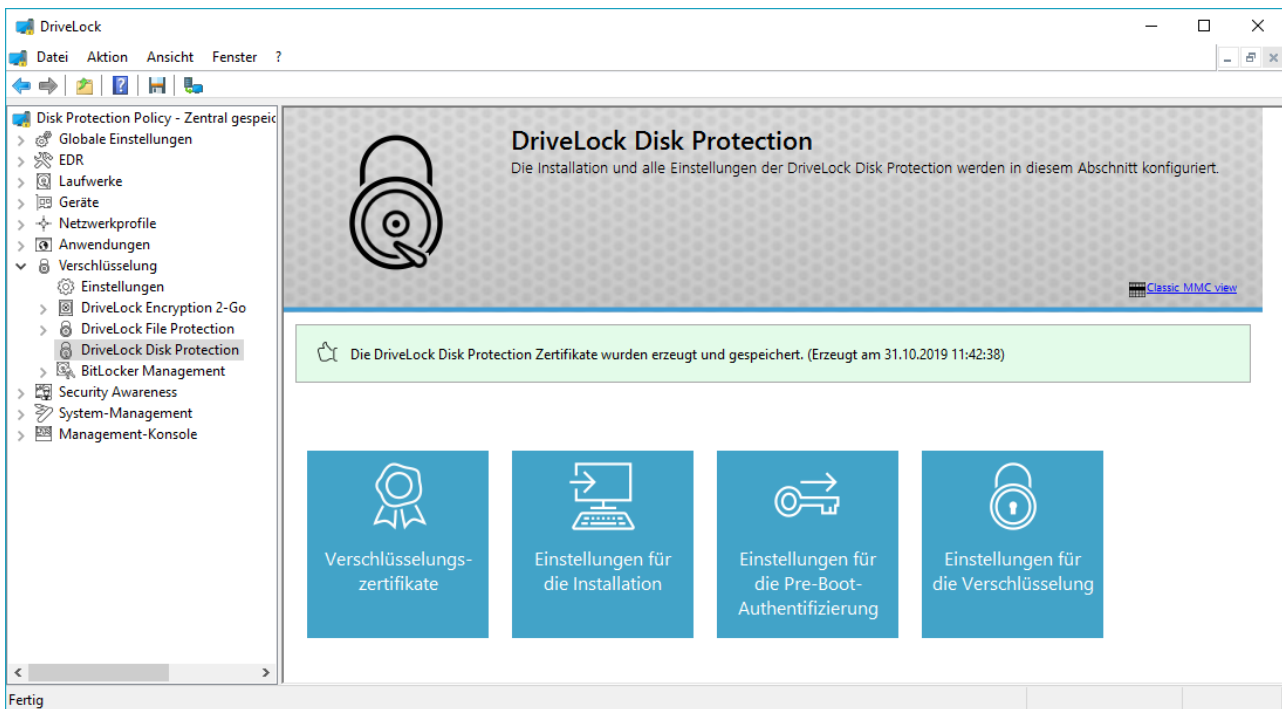 DriveLock
Datei Aktion Ansicht Fenster ?
Disk Protection Policy - Zentral gespeic
Globale Einstellungen
EDR
Laufwerke
Geräte
Netzwerkprofile
Anwendungen
Verschlüsselung
Einstellungen
DriveLock Encryption 2-Go
DriveLock File Protection
DriveLock Disk Protection
BitLocker Management
Security Awareness
System-Management
Management-Konsole
DriveLock Disk Protection
Die Installation und alle Einstellungen der DriveLock Disk Protection werden in diesem Abschnitt konfiguriert.
Classic MMC view
Die DriveLock Disk Protection Zertifikate wurden erzeugt und gespeichert. (Erzeugt am 31.10.2019 11:42:38)
Verschlüsselungs-
zertifikate
Einstellungen für
die Installation
Einstellungen für
die Pre-Boot-
Authentifizierung
Einstellungen für
die Verschlüsselung
Fertig